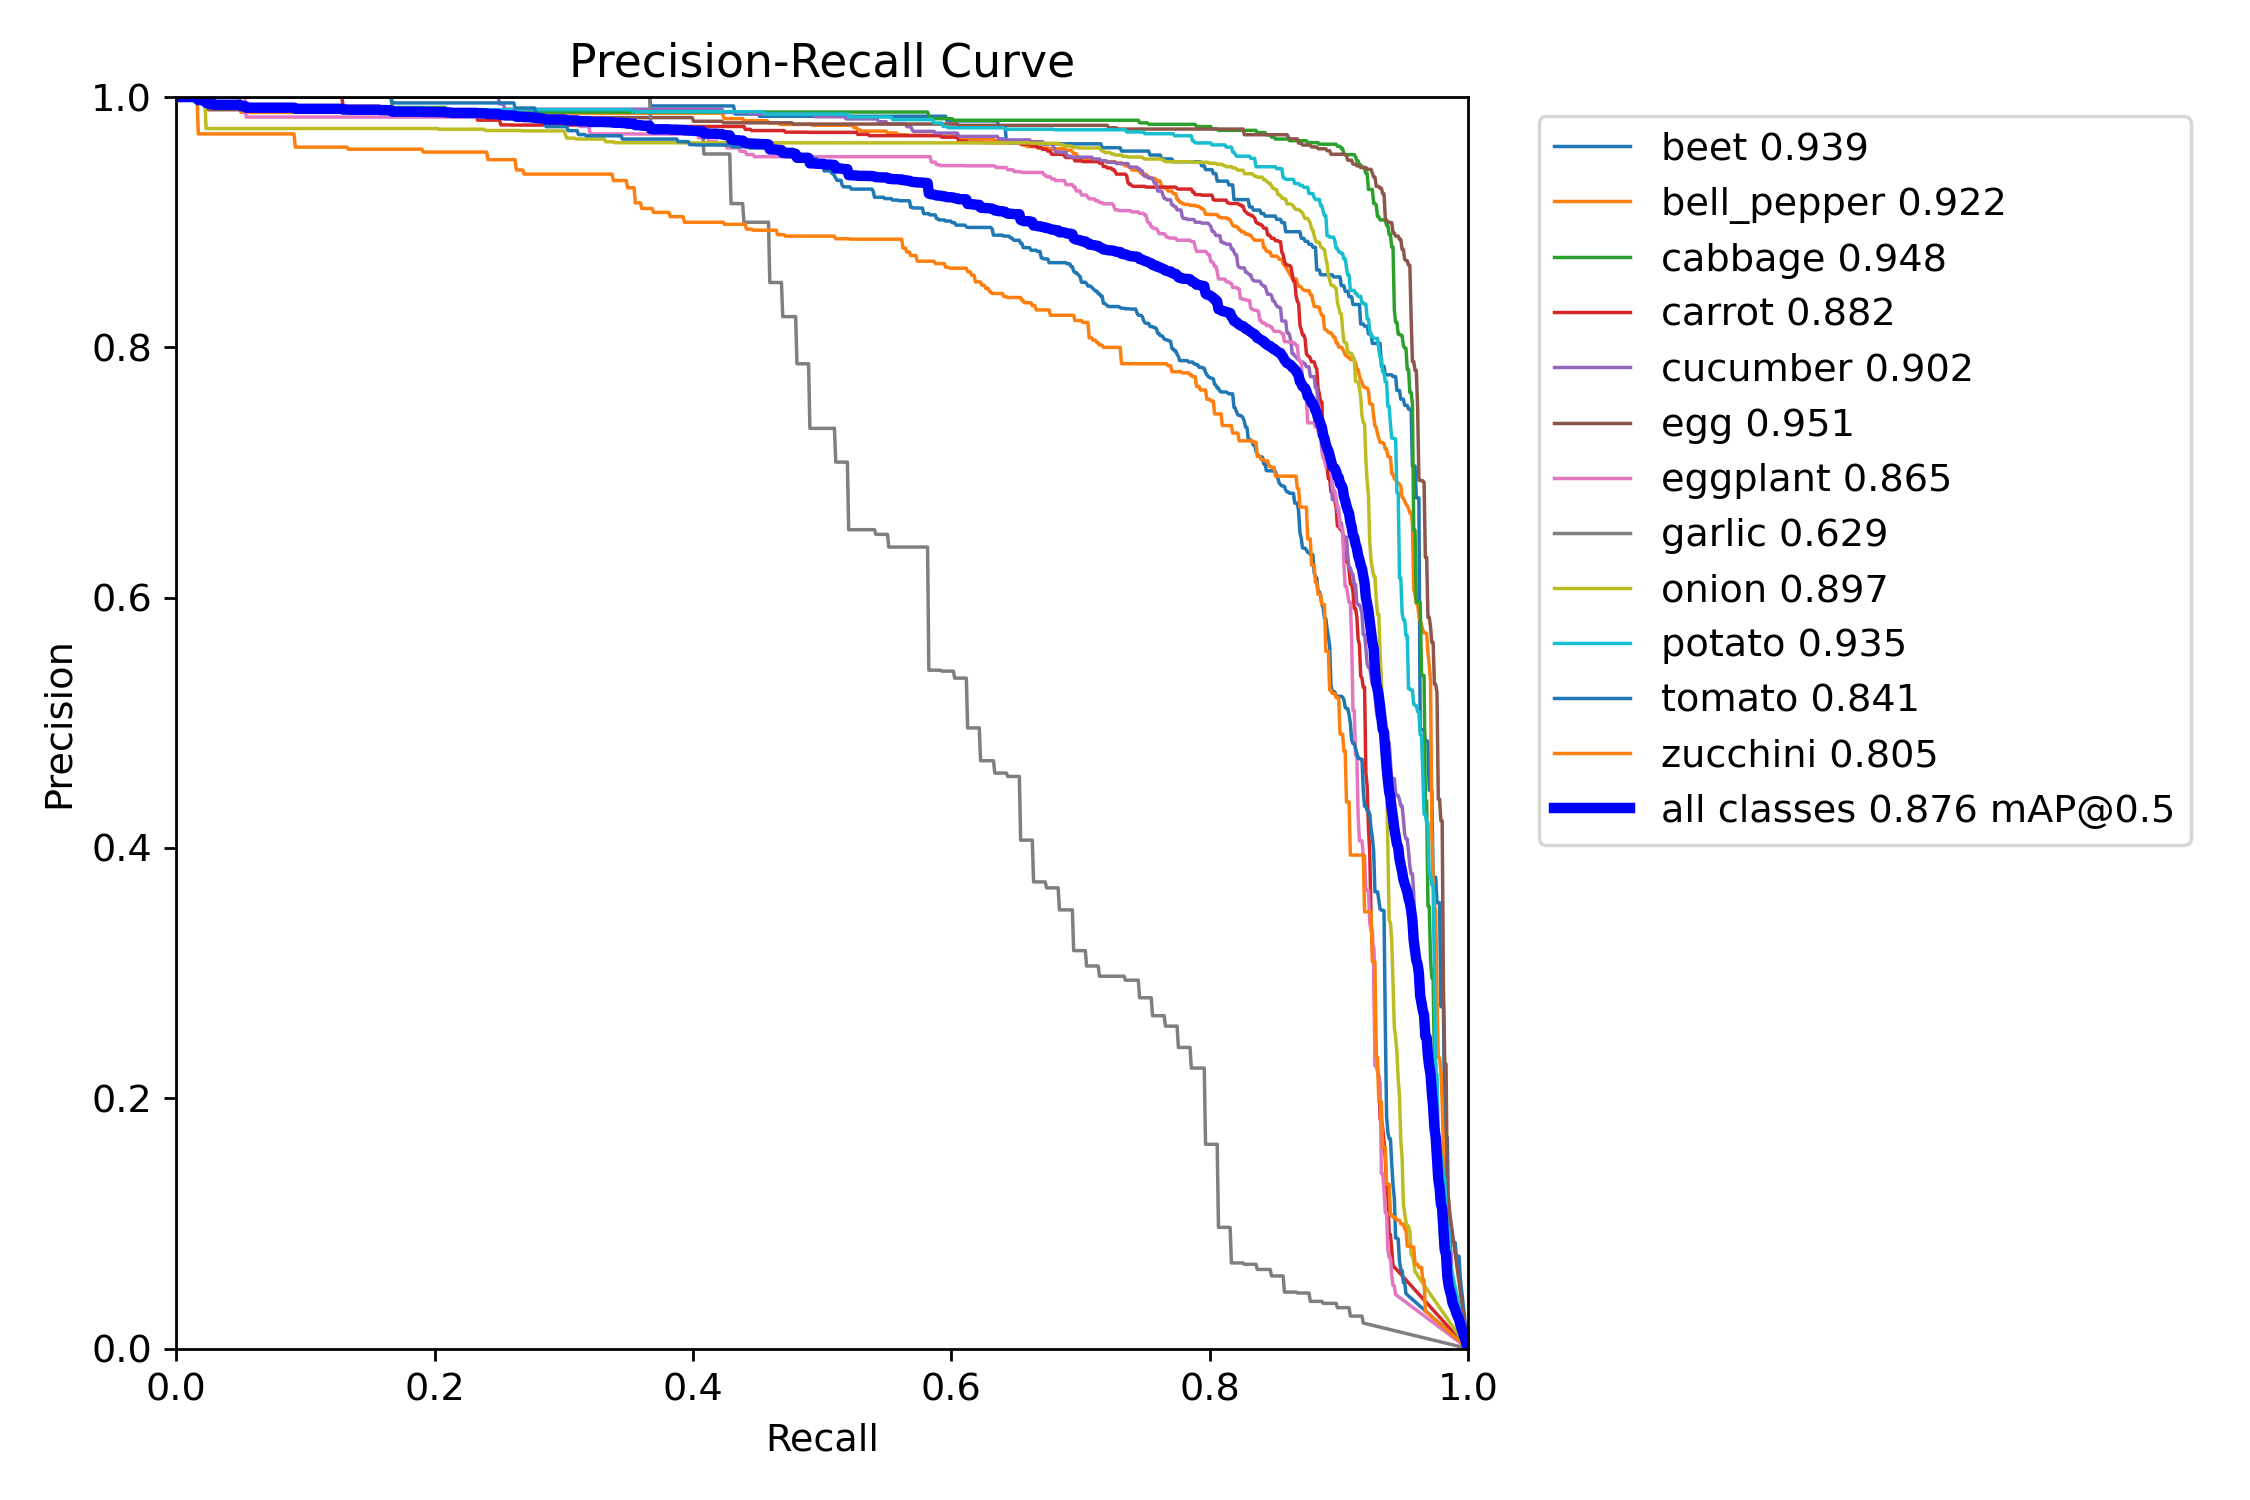 Precision-Recall Curve
1.0
0.8
0.6
0.4
0.2
0.0
Precision
0.0 0.2 0.4 0.6 0.8 1.0
Recall
beet 0.939
bell_pepper 0.922
cabbage 0.948
carrot 0.882
cucumber 0.902
egg 0.951
eggplant 0.865
garlic 0.629
onion 0.897
potato 0.935
tomato 0.841
zucchini 0.805
all classes 0.876 mAP@0.5